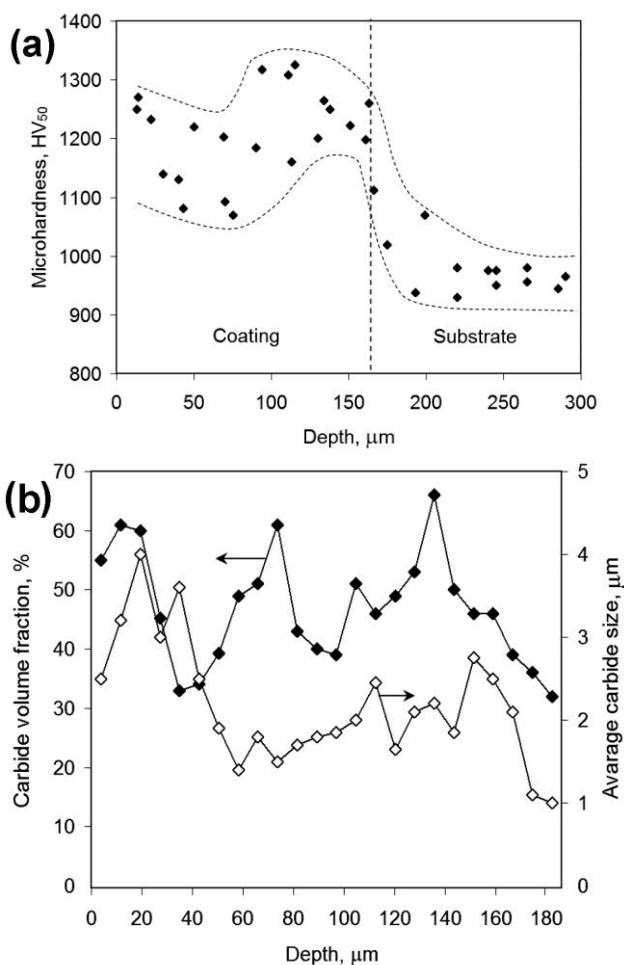 (a)
Microhardness, HV50
1400
1300
1200
1100
1000
900
800
Coating
Substrate
0 50 100 150 200 250 300
Depth, μm
(b)
Carbide volume fraction, %
70
60
50
40
30
20
10
0
5
4
3
2
1
0
Avarage carbide size, μm
0 20 40 60 80 100 120 140 160 180
Depth, μm